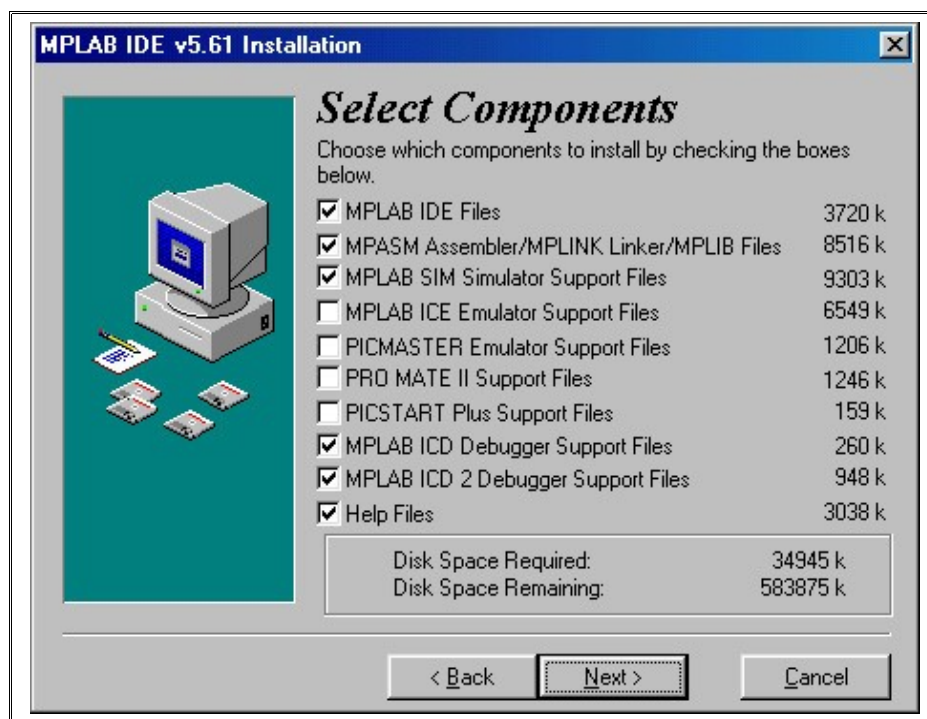 MPLAB IDE v5.61 Installation
Select Components
Choose which components to install by checking the boxes
below.
MPLAB IDE Files 3720 k
MPASM Assembler/MPLINK Linker/MPLIB Files 8516 k
MPLAB SIM Simulator Support Files 9303 k
MPLAB ICE Emulator Support Files 6549 k
PICMASTER Emulator Support Files 1206 k
PRO MATE II Support Files 1246 k
PICSTART Plus Support Files 159 k
MPLAB ICD Debugger Support Files 260 k
MPLAB ICD 2 Debugger Support Files 948 k
Help Files 3038 k
Disk Space Required: 34945 k
Disk Space Remaining: 583875 k
< Back Next > Cancel